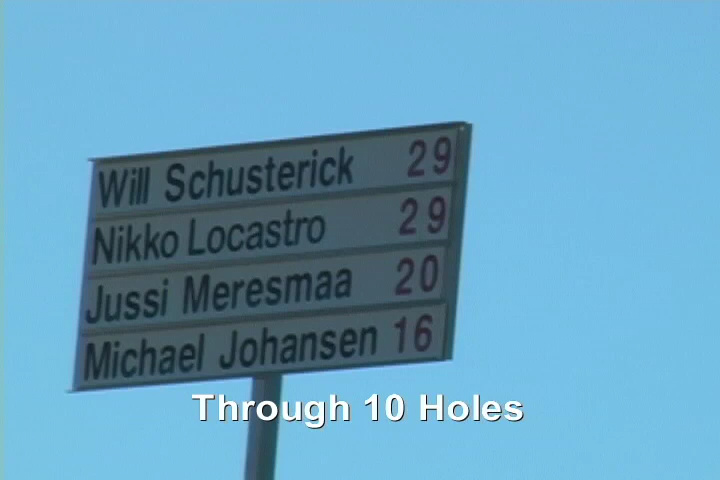 Will Schusterick 29
Nikko Locastro 29
Jussi Meresmaa 20
Michael Johansen 16
Through 10 Holes